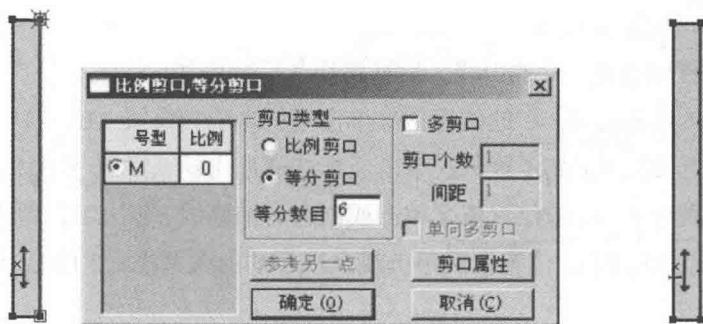 比例剪口,等分剪口
号型 比例
M 0
剪口类型
比例剪口
等分剪口
等分数目 6
多剪口
剪口个数 1
间距 1
单向多剪口
参考另一点
剪口属性
确定(O)
取消(C)